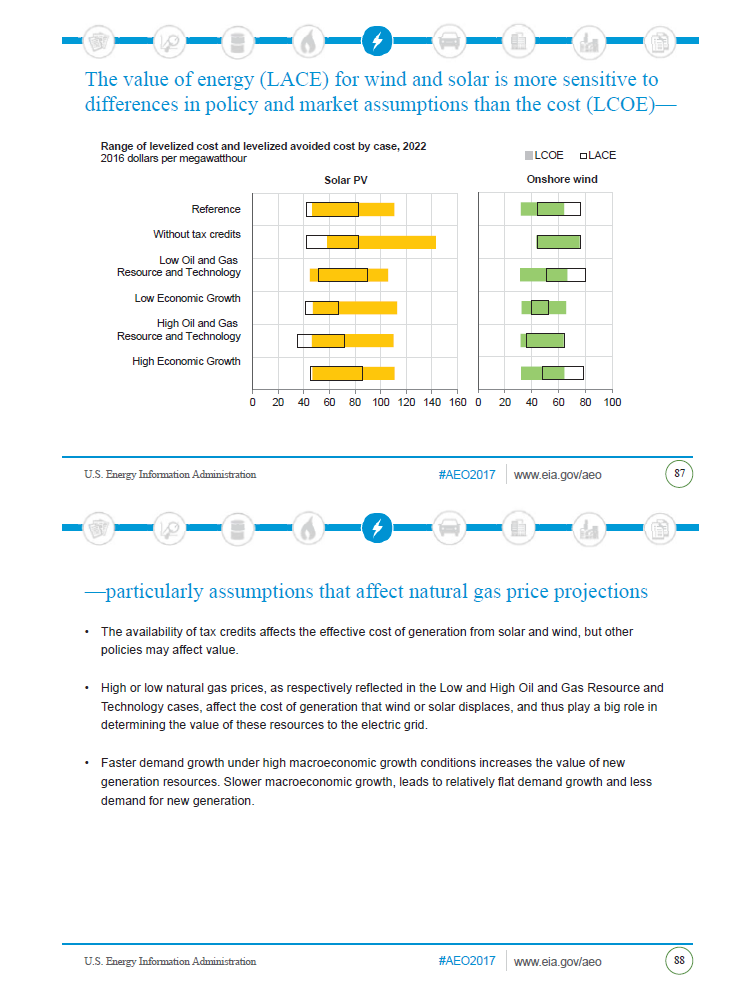 The value of energy (LACE) for wind and solar is more sensitive to
differences in policy and market assumptions than the cost (LCOE)—
Range of levelized cost and levelized avoided cost by case, 2022
2016 dollars per megawatthour
LCOE LACE
Solar PV
Onshore wind
Reference
Without tax credits
Low Oil and Gas
Resource and Technology
Low Economic Growth
High Oil and Gas
Resource and Technology
High Economic Growth
0 20 40 60 80 100 120 140 160
0 20 40 60 80 100
U.S. Energy Information Administration
#AEO2017
www.eia.gov/aeo
87
—particularly assumptions that affect natural gas price projections
• The availability of tax credits affects the effective cost of generation from solar and wind, but other
policies may affect value.
• High or low natural gas prices, as respectively reflected in the Low and High Oil and Gas Resource and
Technology cases, affect the cost of generation that wind or solar displaces, and thus play a big role in
determining the value of these resources to the electric grid.
• Faster demand growth under high macroeconomic growth conditions increases the value of new
generation resources. Slower macroeconomic growth, leads to relatively flat demand growth and less
demand for new generation.
U.S. Energy Information Administration
#AEO2017
www.eia.gov/aeo
88